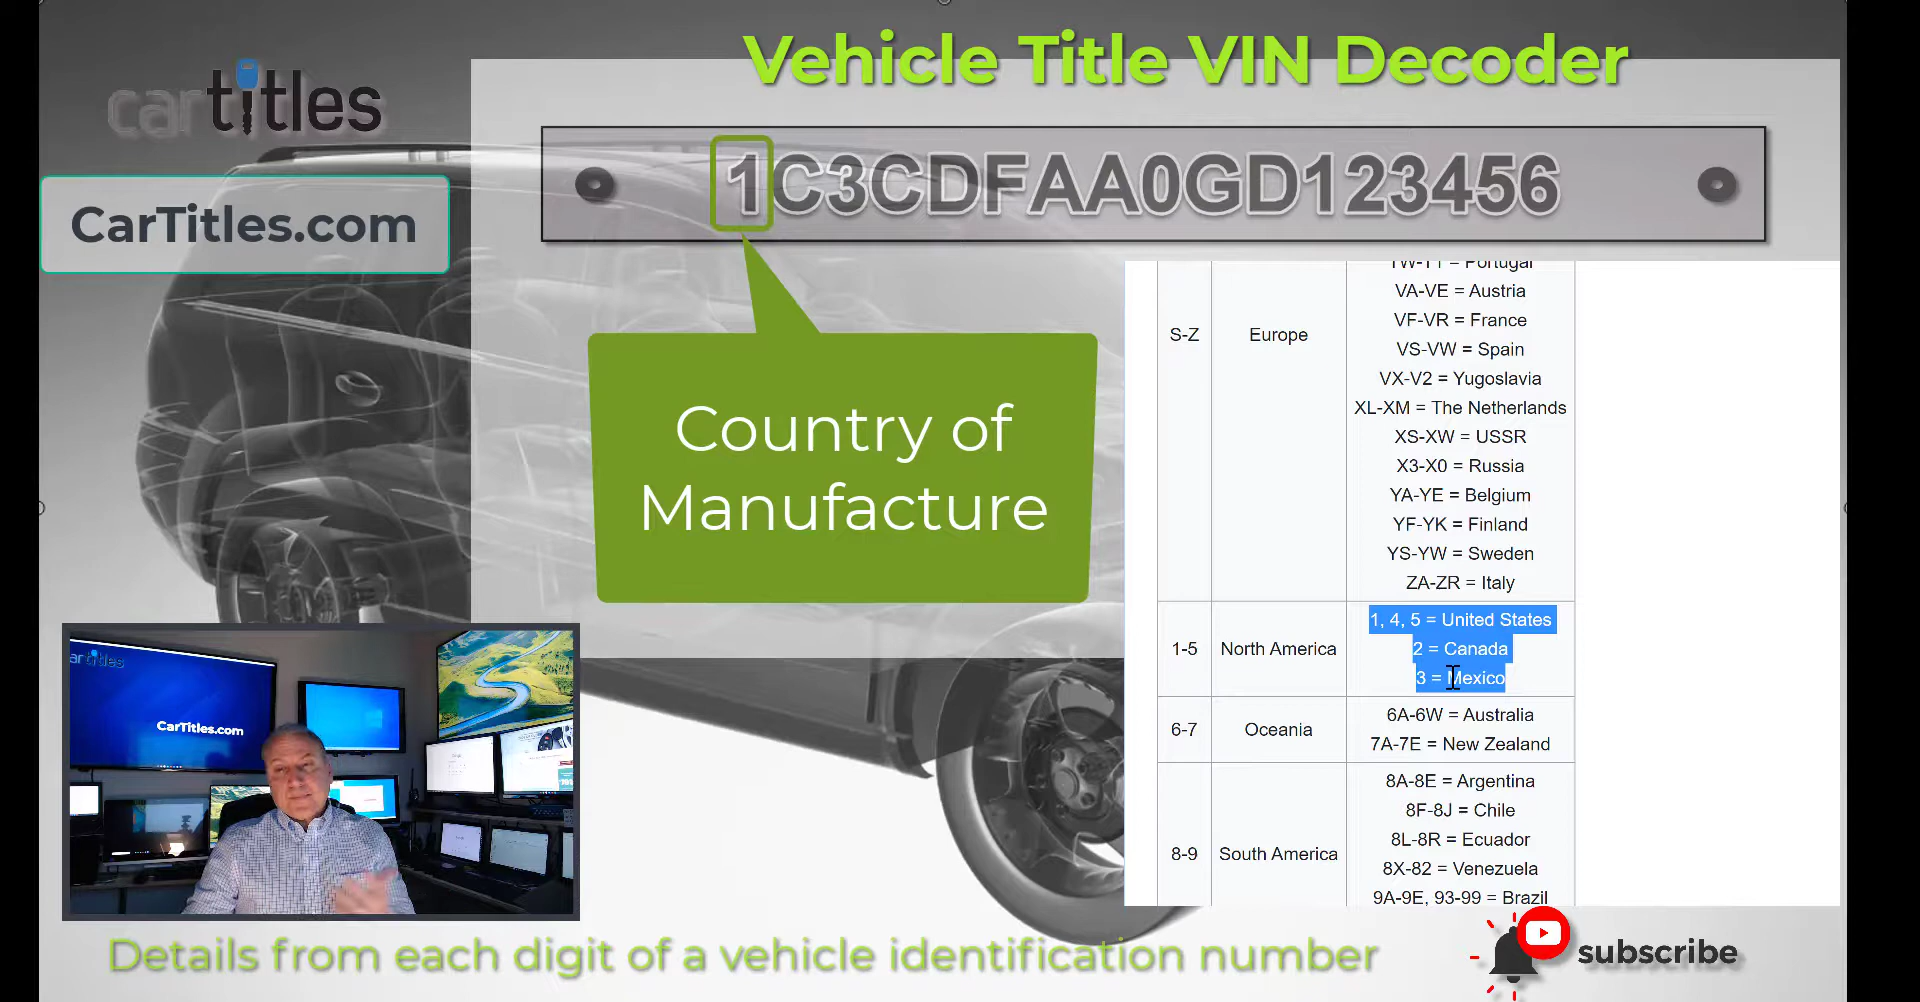 Vehicle Title VIN Decoder
cartitles
CarTitles.com
1C3CDFAA0GD123456
Country of
Manufacture
1W-1T = Portugal
VA-VE = Austria
VF-VR = France
VS-VW = Spain
VX-V2 = Yugoslavia
XL-XM = The Netherlands
XS-XW = USSR
X3-X0 = Russia
YA-YE = Belgium
YF-YK = Finland
YS-YW = Sweden
ZA-ZR = Italy
S-Z
Europe
1-5
North America
1, 4, 5 = United States
2 = Canada
3 = Mexico
6-7
Oceania
6A-6W = Australia
7A-7E = New Zealand
8-9
South America
8A-8E = Argentina
8F-8J = Chile
8L-8R = Ecuador
8X-82 = Venezuela
9A-9E, 93-99 = Brazil
artitles
CarTitles.com
Details from each digit of a vehicle identification number
subscribe